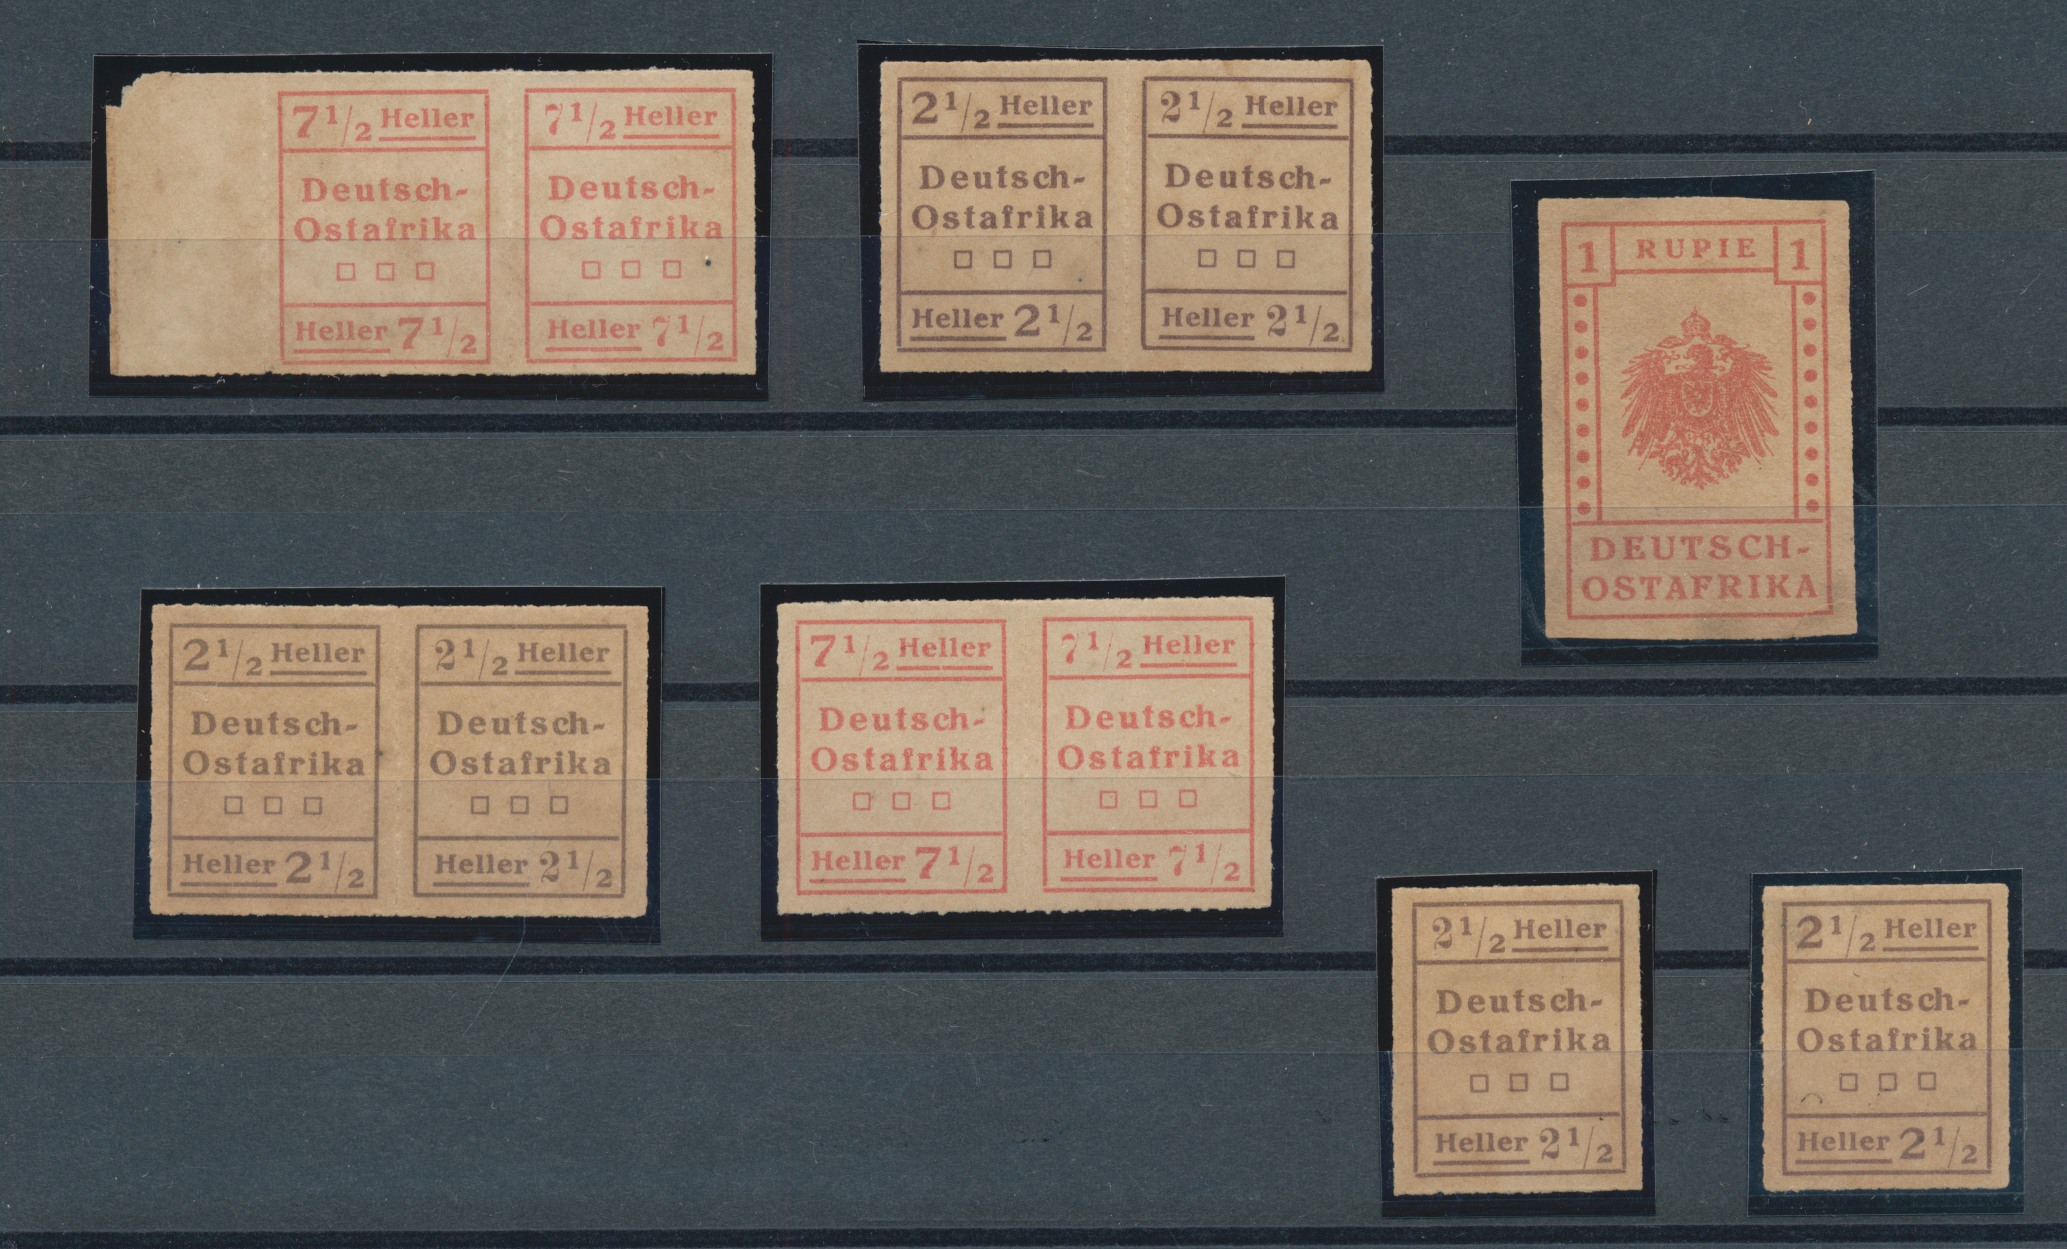 7 1/2 Heller
Deutsch-
Ostafrika
Heller 7 1/2
7 1/2 Heller
Deutsch-
Ostafrika
Heller 7 1/2
2 1/2 Heller
Deutsch-
Ostafrika
Heller 2 1/2
2 1/2 Heller
Deutsch-
Ostafrika
Heller 2 1/2
1 RUPIE 1
DEUTSCH-
OSTAFRIKA
2 1/2 Heller
Deutsch-
Ostafrika
Heller 2 1/2
2 1/2 Heller
Deutsch-
Ostafrika
Heller 2 1/2
7 1/2 Heller
Deutsch-
Ostafrika
Heller 7 1/2
7 1/2 Heller
Deutsch-
Ostafrika
Heller 7 1/2
2 1/2 Heller
Deutsch-
Ostafrika
Heller 2 1/2
2 1/2 Heller
Deutsch-
Ostafrika
Heller 2 1/2